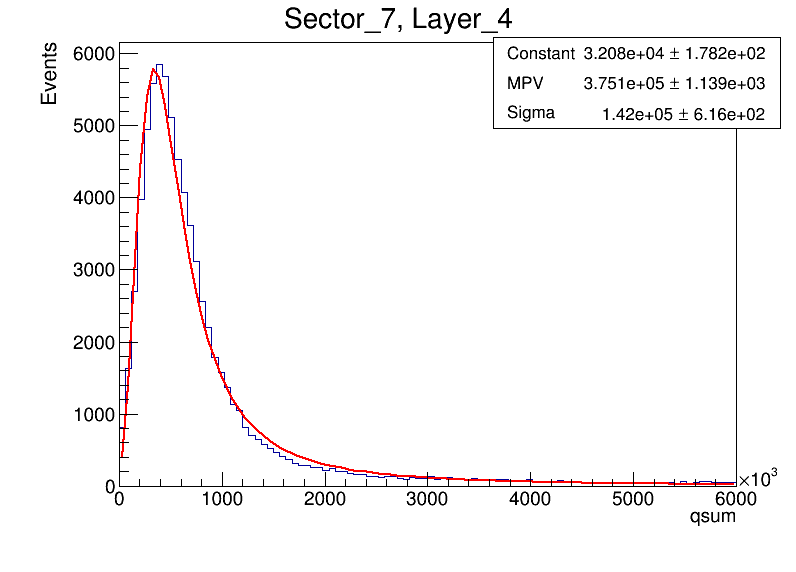 Sector_7, Layer_4
Constant 3.208e+04 ± 1.782e+02
MPV 3.751e+05 ± 1.139e+03
Sigma 1.42e+05 ± 6.16e+02
Events
6000
5000
4000
3000
2000
1000
0
0 1000 2000 3000 4000 5000 6000
×10³
qsum